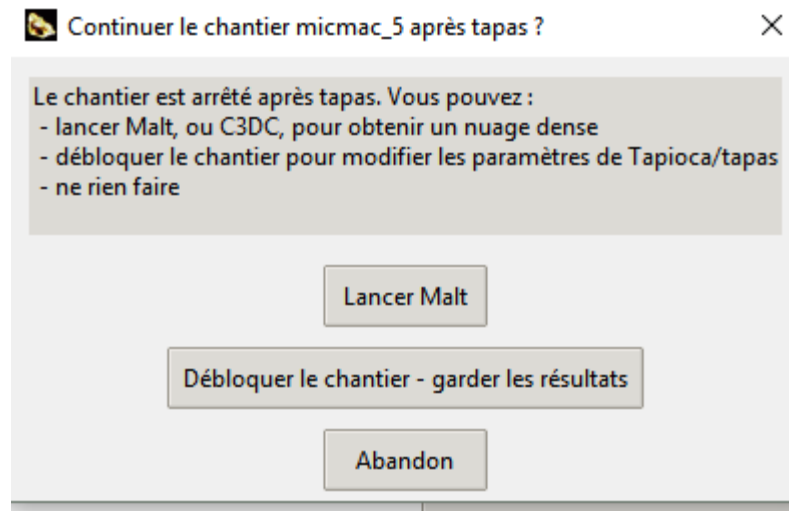 Continuer le chantier micmac_5 après tapas ?
Le chantier est arrêté après tapas. Vous pouvez :
- lancer Malt, ou C3DC, pour obtenir un nuage dense
- débloquer le chantier pour modifier les paramètres de Tapioca/tapas
- ne rien faire
Lancer Malt
Débloquer le chantier - garder les résultats
Abandon